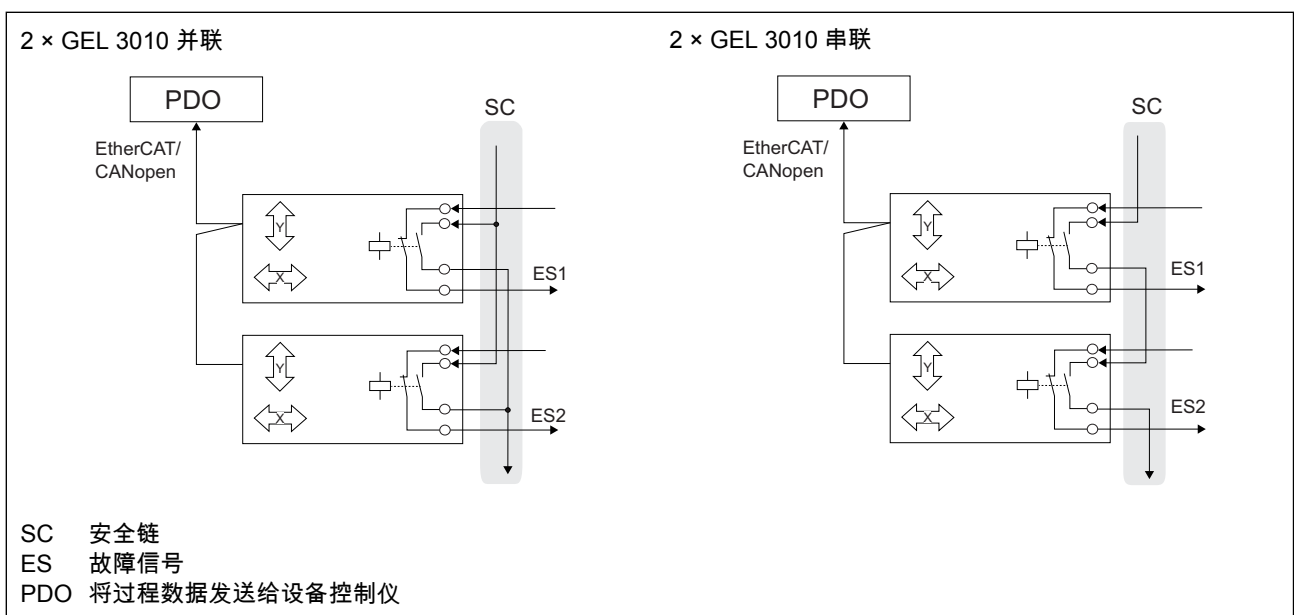 2 × GEL 3010 并联
PDO
SC
EtherCAT/
CANopen
Y
X
ES1
Y
X
ES2
2 × GEL 3010 串联
PDO
SC
EtherCAT/
CANopen
Y
X
ES1
Y
X
ES2
SC 安全链
ES 故障信号
PDO 将过程数据发送给设备控制仪